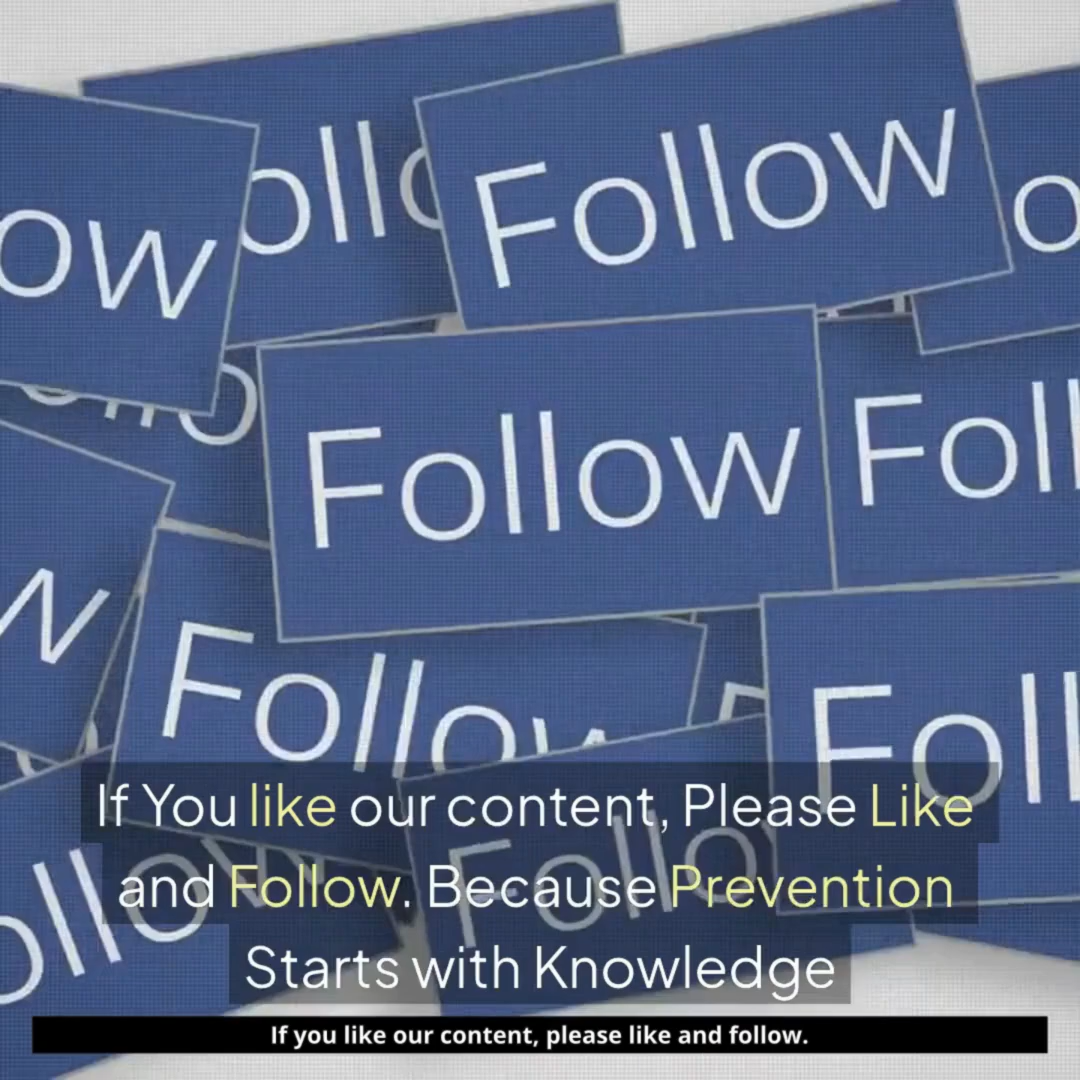 Follow
Follow
If You like our content, Please Like
and Follow. Because Prevention
Starts with Knowledge
If you like our content, please like and follow.